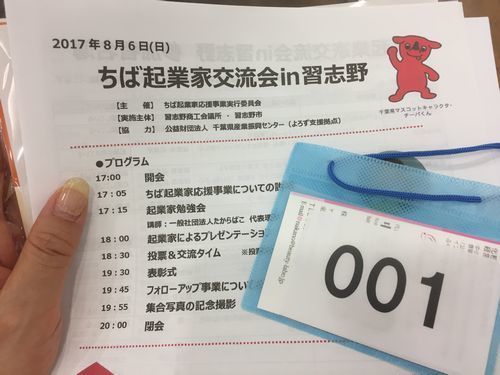 2017年8月6日(日)
ちば起業家交流会in習志野
【主 催】 ちば起業家応援事業実行委員会
【実施主体】 習志野商工会議所・習志野市
【協 力】 公益財団法人 千葉県産業振興センター(よろず支援拠点)
千葉県マスコットキャラクター・
チーバくん
●プログラム
17:00 開会
17:05 ちば起業家応援事業についての
17:15 起業家勉強会
講師:一般社団法人たからばこ 代表理
18:00 起業家によるプレゼンテーション
18:30 投票&交流タイム ※投票
19:30 表彰式
19:45 フォローアップ事業につい
19:55 集合写真の記念撮影
20:00 閉会
001